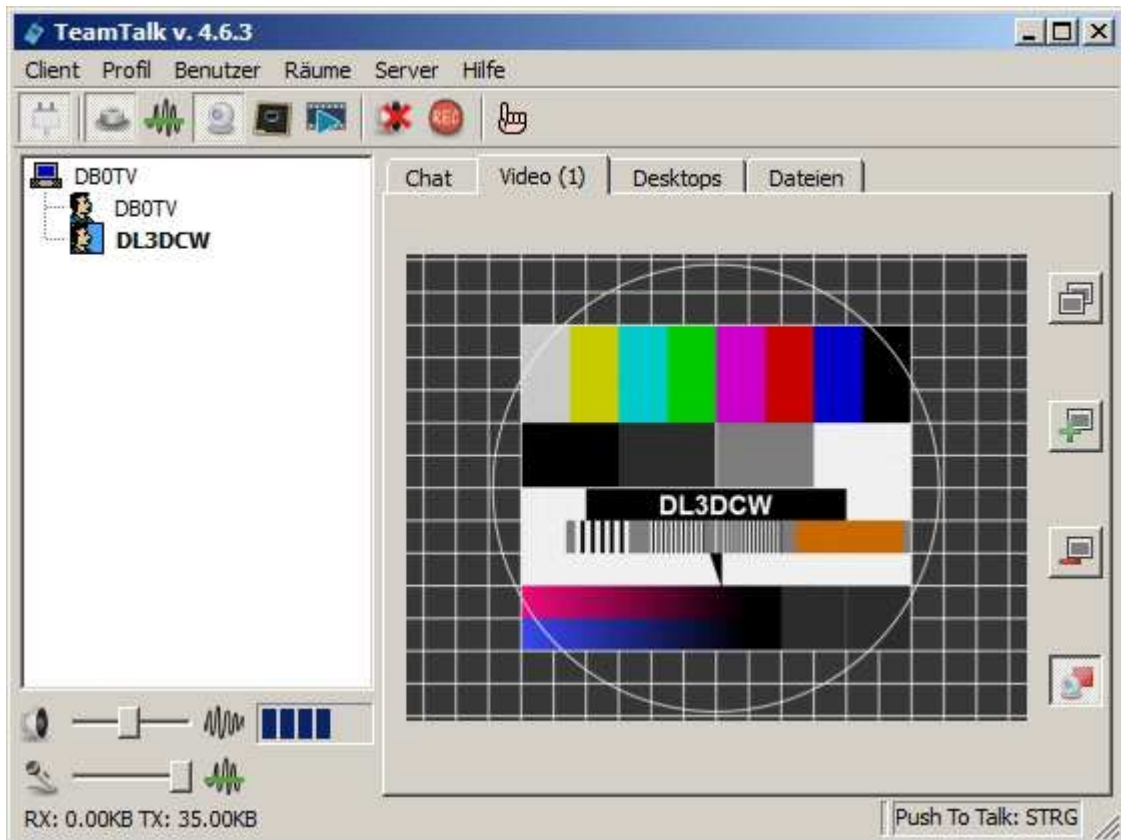 TeamTalk v. 4.6.3
Client Profil Benutzer Räume Server Hilfe
REC
DB0TV
DB0TV
DL3DCW
Chat Video (1) Desktops Dateien
DL3DCW
RX: 0.00KB TX: 35.00KB
Push To Talk: STRG